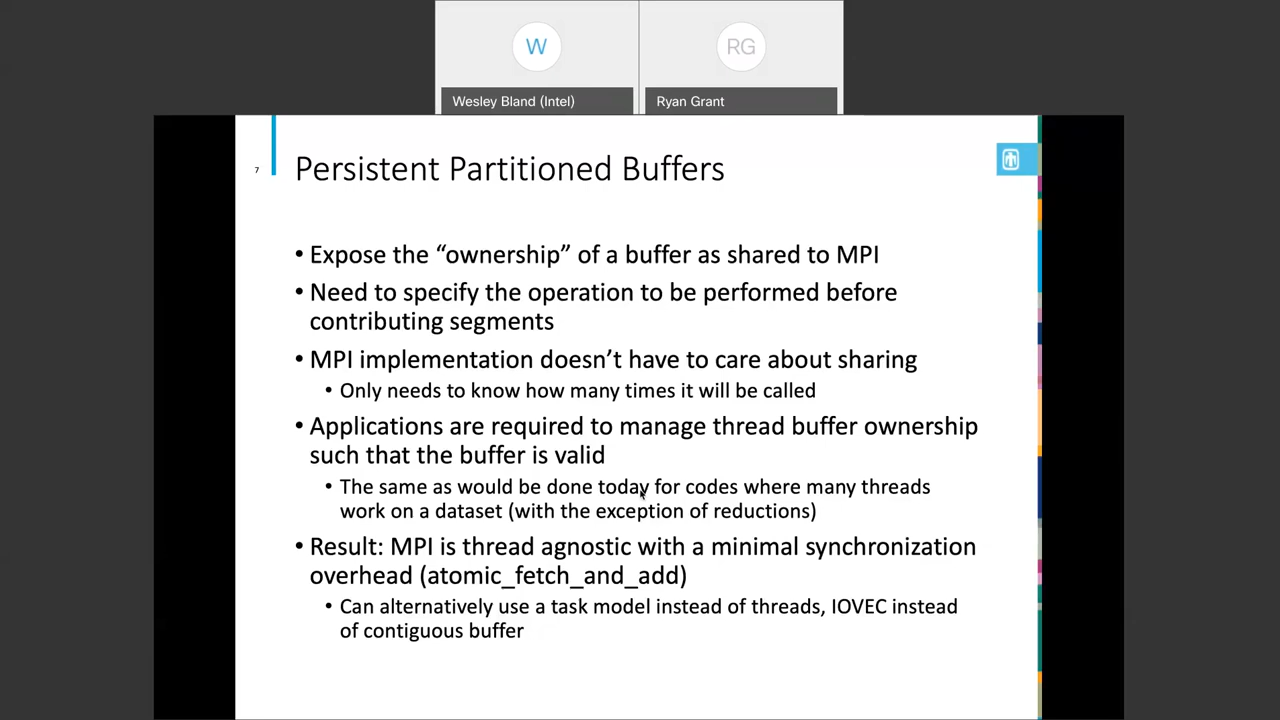 W
RG
Wesley Bland (Intel)
Ryan Grant
7
Persistent Partitioned Buffers
• Expose the “ownership” of a buffer as shared to MPI
• Need to specify the operation to be performed before
contributing segments
• MPI implementation doesn’t have to care about sharing
• Only needs to know how many times it will be called
• Applications are required to manage thread buffer ownership
such that the buffer is valid
• The same as would be done today for codes where many threads
work on a dataset (with the exception of reductions)
• Result: MPI is thread agnostic with a minimal synchronization
overhead (atomic_fetch_and_add)
• Can alternatively use a task model instead of threads, IOVEC instead
of contiguous buffer